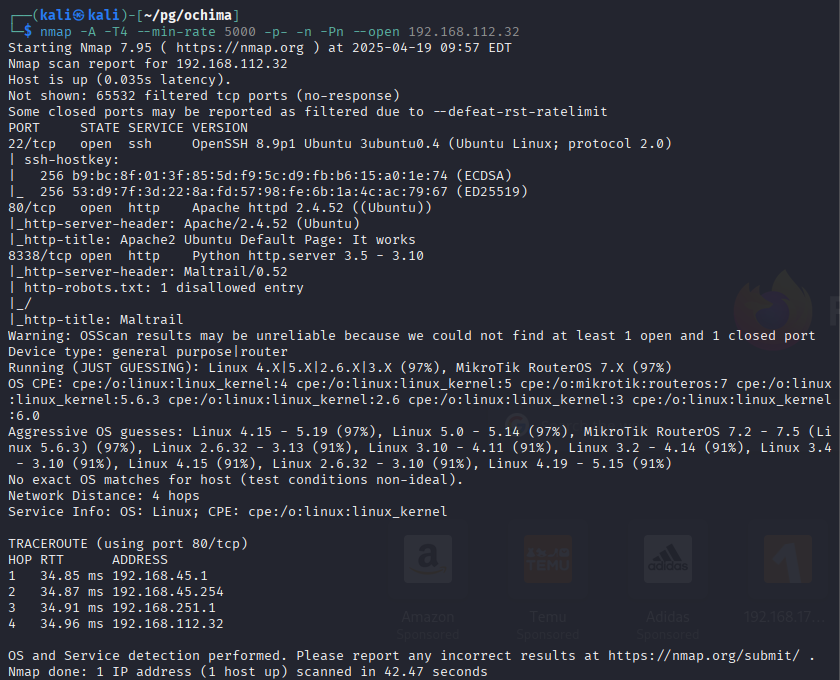 ┌──(kali㉿kali)-[~/pg/ochima]
└─$ nmap -A -T4 --min-rate 5000 -p- -n -Pn --open 192.168.112.32
Starting Nmap 7.95 ( https://nmap.org ) at 2025-04-19 09:57 EDT
Nmap scan report for 192.168.112.32
Host is up (0.035s latency).
Not shown: 65532 filtered tcp ports (no-response)
Some closed ports may be reported as filtered due to --defeat-rst-ratelimit
PORT     STATE SERVICE VERSION
22/tcp   open  ssh     OpenSSH 8.9p1 Ubuntu 3ubuntu0.4 (Ubuntu Linux; protocol 2.0)
| ssh-hostkey:
|   256 b9:bc:8f:01:3f:85:5d:f9:5c:d9:fb:b6:15:a0:1e:74 (ECDSA)
|_  256 53:d9:7f:3d:22:8a:fd:57:98:fe:6b:1a:4c:ac:79:67 (ED25519)
80/tcp   open  http    Apache httpd 2.4.52 ((Ubuntu))
|_http-server-header: Apache/2.4.52 (Ubuntu)
|_http-title: Apache2 Ubuntu Default Page: It works
8338/tcp open  http    Python http.server 3.5 - 3.10
|_http-server-header: Maltrail/0.52
| http-robots.txt: 1 disallowed entry
|_/
|_http-title: Maltrail
Warning: OSScan results may be unreliable because we could not find at least 1 open and 1 closed port
Device type: general purpose|router
Running (JUST GUESSING): Linux 4.X|5.X|2.6.X|3.X (97%), MikroTik RouterOS 7.X (97%)
OS CPE: cpe:/o:linux:linux_kernel:4 cpe:/o:linux:linux_kernel:5 cpe:/o:mikrotik:routeros:7 cpe:/o:linux
:linux_kernel:5.6.3 cpe:/o:linux:linux_kernel:2.6 cpe:/o:linux:linux_kernel:3 cpe:/o:linux:linux_kernel
:6.0
Aggressive OS guesses: Linux 4.15 - 5.19 (97%), Linux 5.0 - 5.14 (97%), MikroTik RouterOS 7.2 - 7.5 (Li
nux 5.6.3) (97%), Linux 2.6.32 - 3.13 (91%), Linux 3.10 - 4.11 (91%), Linux 3.2 - 4.14 (91%), Linux 3.4
 - 3.10 (91%), Linux 4.15 (91%), Linux 2.6.32 - 3.10 (91%), Linux 4.19 - 5.15 (91%)
No exact OS matches for host (test conditions non-ideal).
Network Distance: 4 hops
Service Info: OS: Linux; CPE: cpe:/o:linux:linux_kernel
TRACEROUTE (using port 80/tcp)
HOP RTT      ADDRESS
1   34.85 ms 192.168.45.1
2   34.87 ms 192.168.45.254
3   34.91 ms 192.168.251.1
4   34.96 ms 192.168.112.32
TEMU
adidas
Amazon
Temu
Adidas
192.168.17...
Sponsored
Sponsored
Sponsored
OS and Service detection performed. Please report any incorrect results at https://nmap.org/submit/ .
Nmap done: 1 IP address (1 host up) scanned in 42.47 seconds